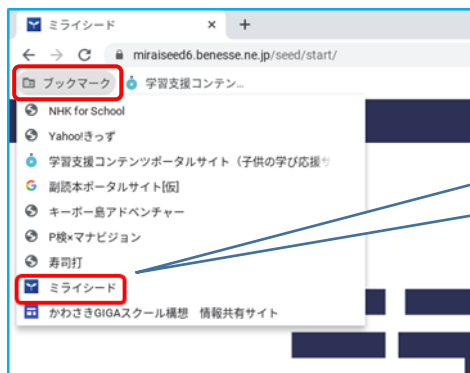 ミライシード
miraiseed6.benesse.ne.jp/seed/start/
ブックマーク 学習支援コンテン...
NHK for School
Yahoo!きっず
学習支援コンテンツポータルサイト（子供の学び応援サ
副読本ポータルサイト[仮]
キーボー島アドベンチャー
P検×マナビジョン
寿司打
ミライシード
かわさきGIGAスクール構想 情報共有サイト